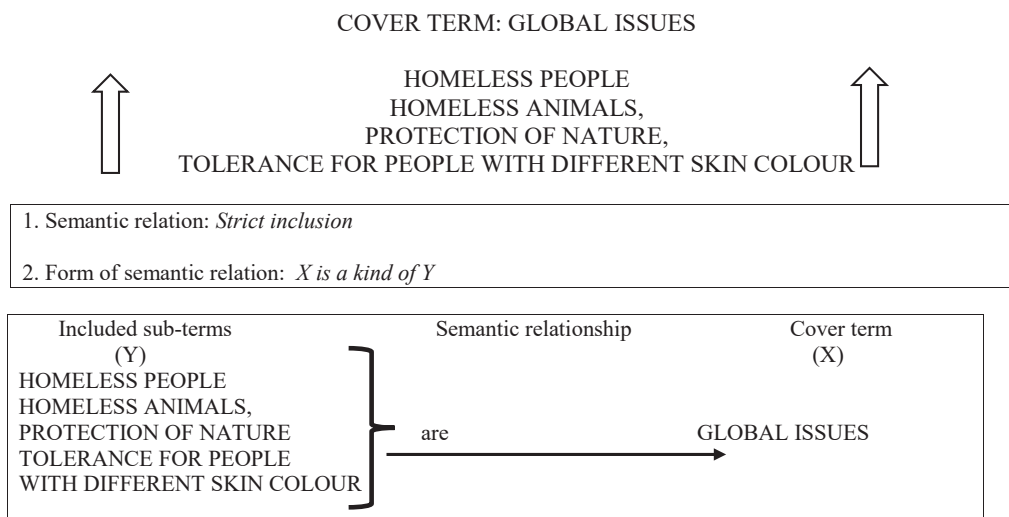 COVER TERM: GLOBAL ISSUES
HOMELESS PEOPLE
HOMELESS ANIMALS,
PROTECTION OF NATURE,
TOLERANCE FOR PEOPLE WITH DIFFERENT SKIN COLOUR
1. Semantic relation: Strict inclusion
2. Form of semantic relation: X is a kind of Y
Included sub-terms Semantic relationship Cover term
(Y) (X)
HOMELESS PEOPLE
HOMELESS ANIMALS,
PROTECTION OF NATURE are GLOBAL ISSUES
TOLERANCE FOR PEOPLE
WITH DIFFERENT SKIN COLOUR